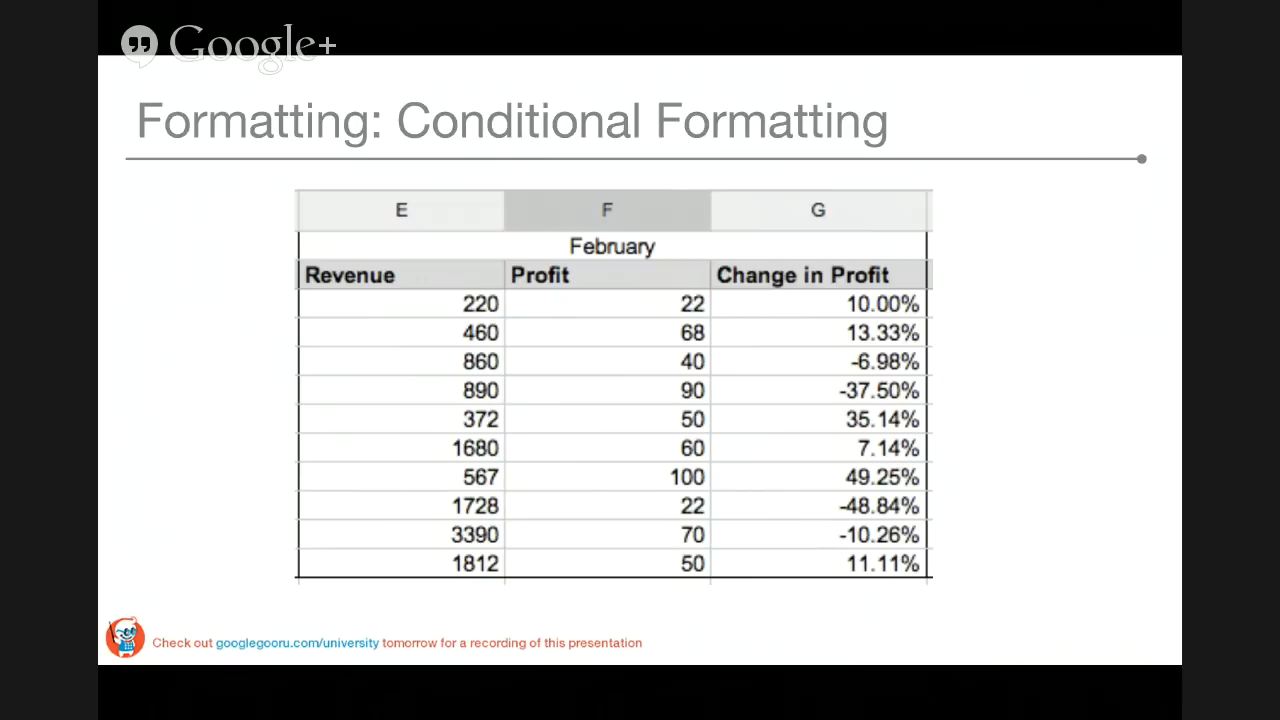 Google+
Formatting: Conditional Formatting
E F G
February
Revenue Profit Change in Profit
220 22 10.00%
460 68 13.33%
860 40 -6.98%
890 90 -37.50%
372 50 35.14%
1680 60 7.14%
567 100 49.25%
1728 22 -48.84%
3390 70 -10.26%
1812 50 11.11%
Check out googlegooru.com/university tomorrow for a recording of this presentation